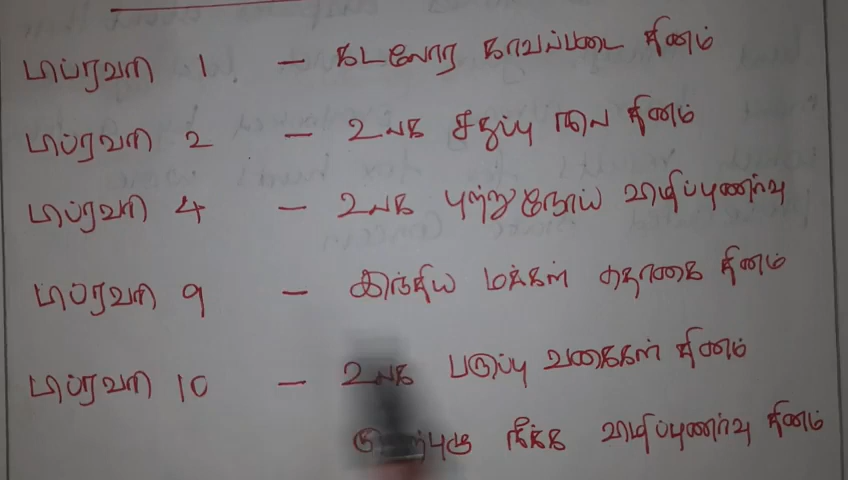 பிப்ரவரி 1 - கடலோர காவல்படை தினம்
பிப்ரவரி 2 - உலக சதுப்பு நில தினம்
பிப்ரவரி 4 - உலக புற்றுநோய் விழிப்புணர்வு
பிப்ரவரி 9 - இந்திய மக்கள் தொகை தினம்
பிப்ரவரி 10 - உலக பருப்பு வகைகள் தினம்
நீக்க விழிப்புணர்வு தினம்